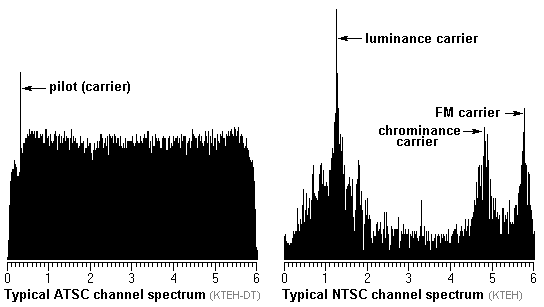 luminance carrier
pilot (carrier)
FM carrier
chrominance
carrier
0 1 2 3 4 5 6
0 1 2 3 4 5 6
Typical ATSC channel spectrum (KTEH-DT)
Typical NTSC channel spectrum (KTEH)